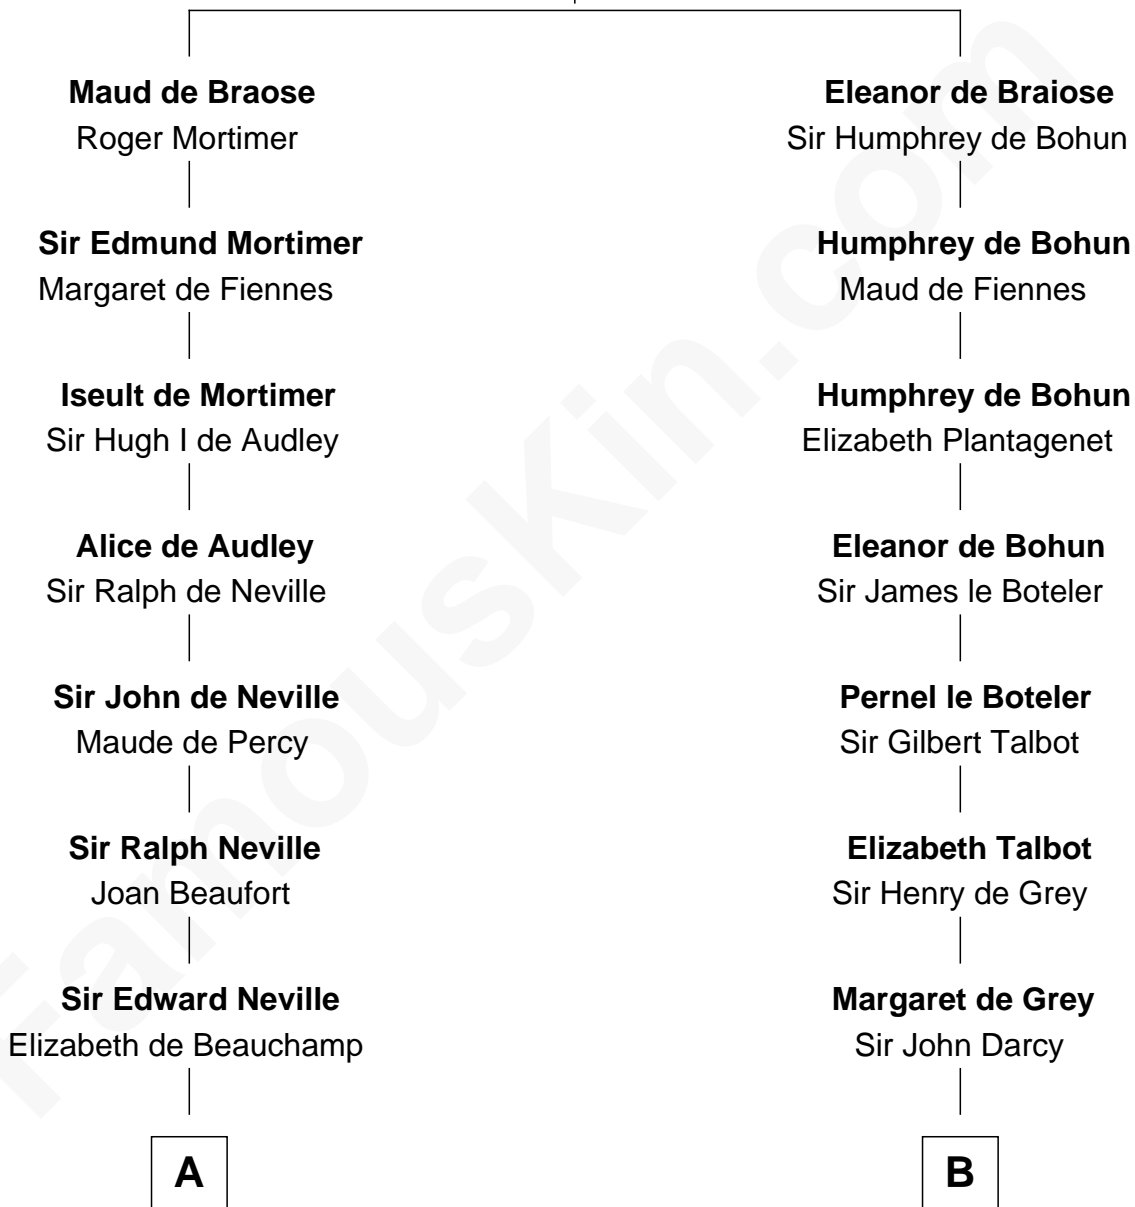 Maud de Braose
Roger Mortimer
Sir Edmund Mortimer
Margaret de Fiennes
Iseult de Mortimer
Sir Hugh I de Audley
Alice de Audley
Sir Ralph de Neville
Sir John de Neville
Maude de Percy
Sir Ralph Neville
Joan Beaufort
Sir Edward Neville
Elizabeth de Beauchamp
A
Eleanor de Braiose
Sir Humphrey de Bohun
Humphrey de Bohun
Maud de Fiennes
Humphrey de Bohun
Elizabeth Plantagenet
Eleanor de Bohun
Sir James le Boteler
Pernel le Boteler
Sir Gilbert Talbot
Elizabeth Talbot
Sir Henry de Grey
Margaret de Grey
Sir John Darcy
B
FamousKin.com